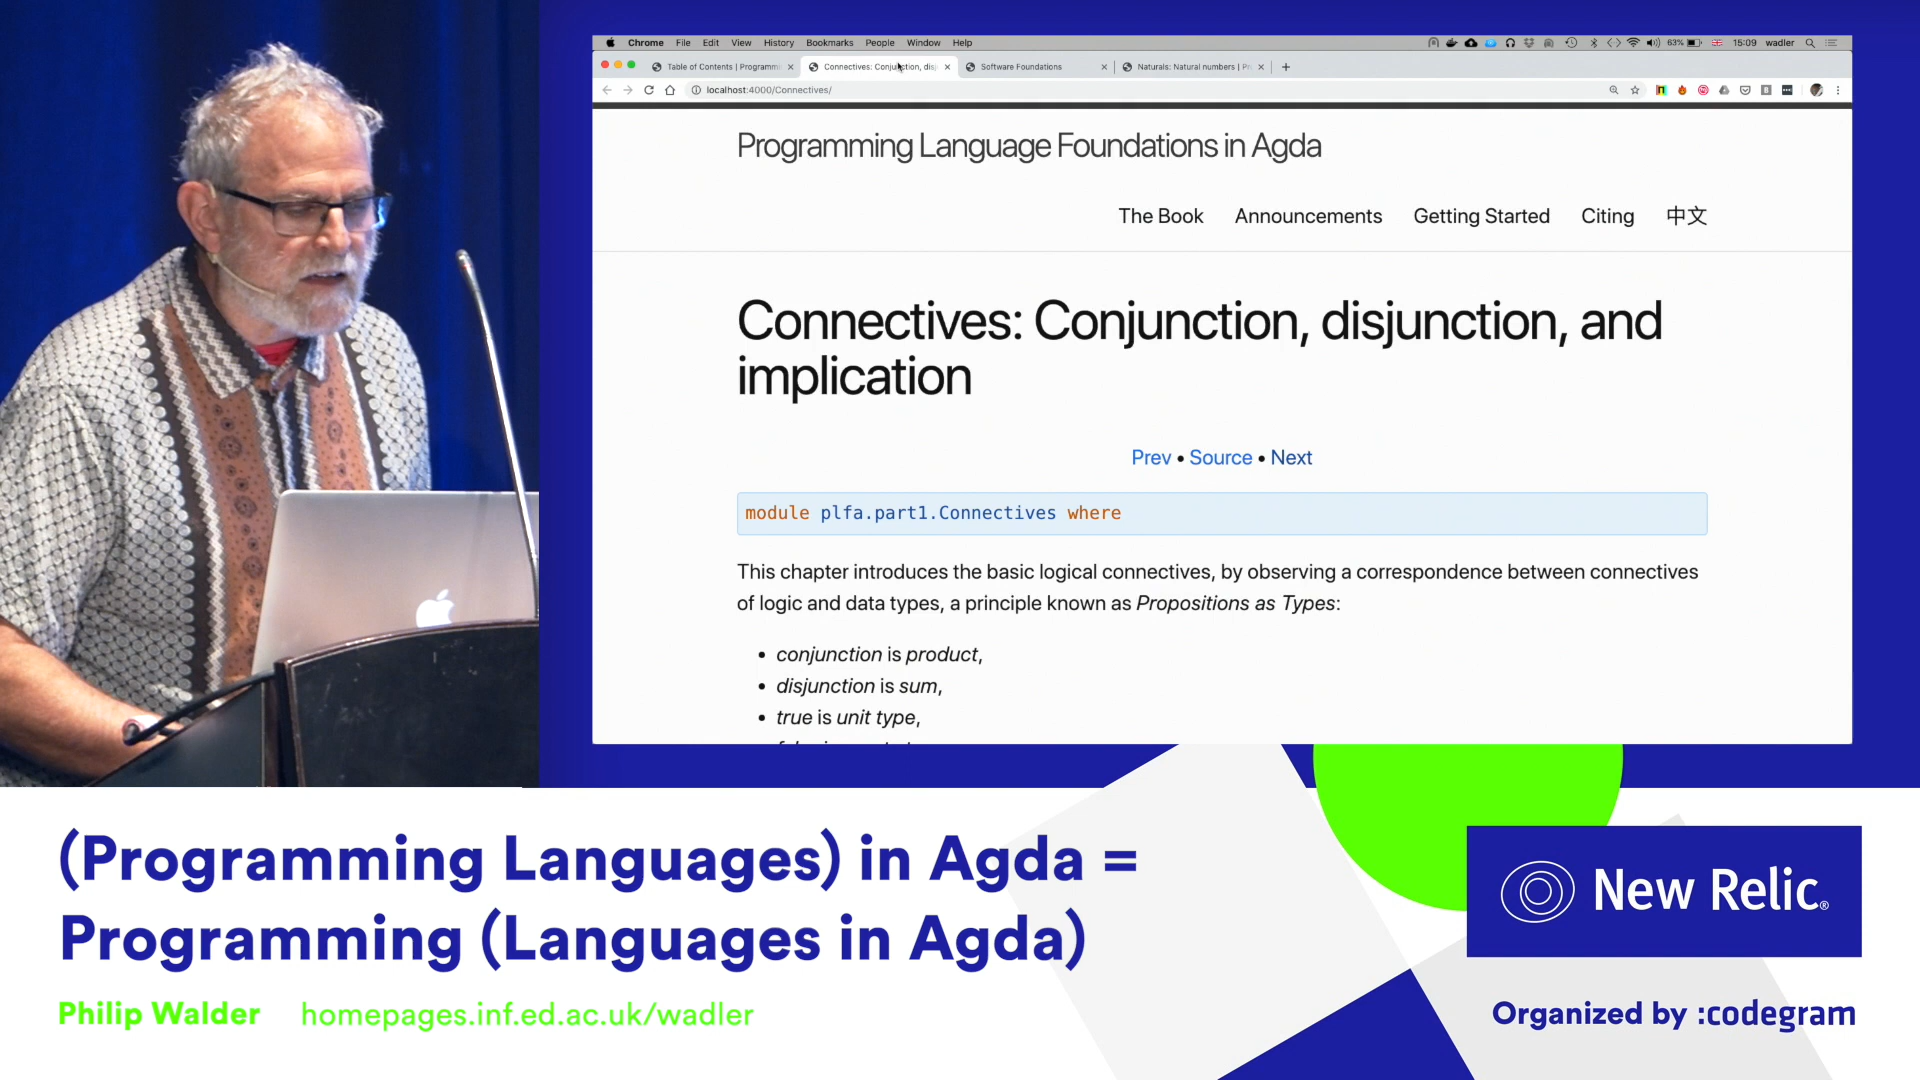 Chrome File Edit View History Bookmarks People Window Help
63% 15:09 wadler
Table of Contents | Programm
Connectives: Conjunction, dis
Software Foundations
Naturals: Natural numbers | Pr
localhost:4000/Connectives/
Programming Language Foundations in Agda
The Book Announcements Getting Started Citing 中文
Connectives: Conjunction, disjunction, and
implication
Prev • Source • Next
module plfa.part1.Connectives where
This chapter introduces the basic logical connectives, by observing a correspondence between connectives
of logic and data types, a principle known as Propositions as Types:
• conjunction is product,
• disjunction is sum,
• true is unit type,
(Programming Languages) in Agda =
Programming (Languages in Agda)
Philip Walder homepages.inf.ed.ac.uk/wadler
New Relic®
Organized by :codegram